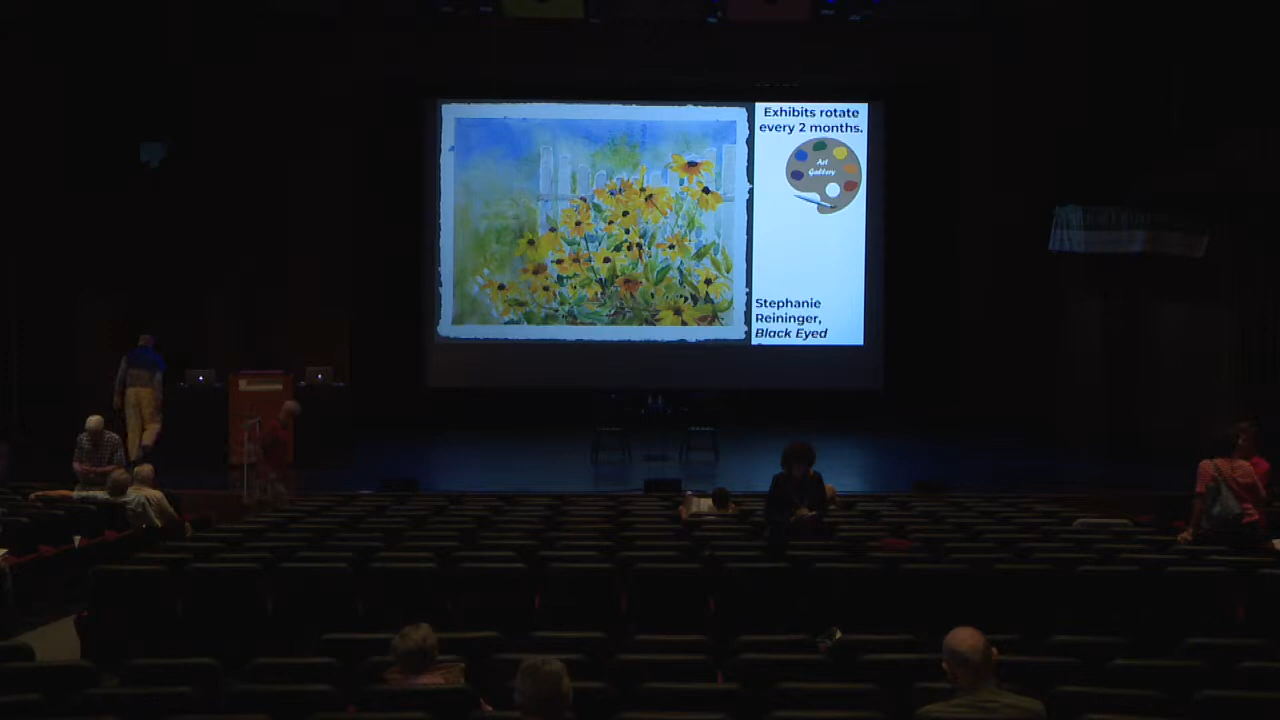 Exhibits rotate
every 2 months.
Art
Gallery
Stephanie
Reininger,
Black Eyed